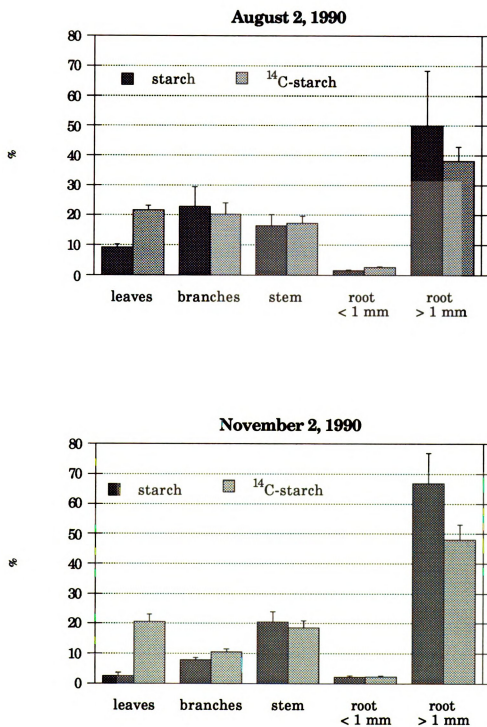 August 2, 1990
80
70
60
50
40
30
20
10
0
%
starch
14C-starch
leaves branches stem root root
< 1 mm > 1 mm
November 2, 1990
80
70
60
50
40
30
20
10
0
%
starch
14C-starch
leaves branches stem root root
< 1 mm > 1 mm